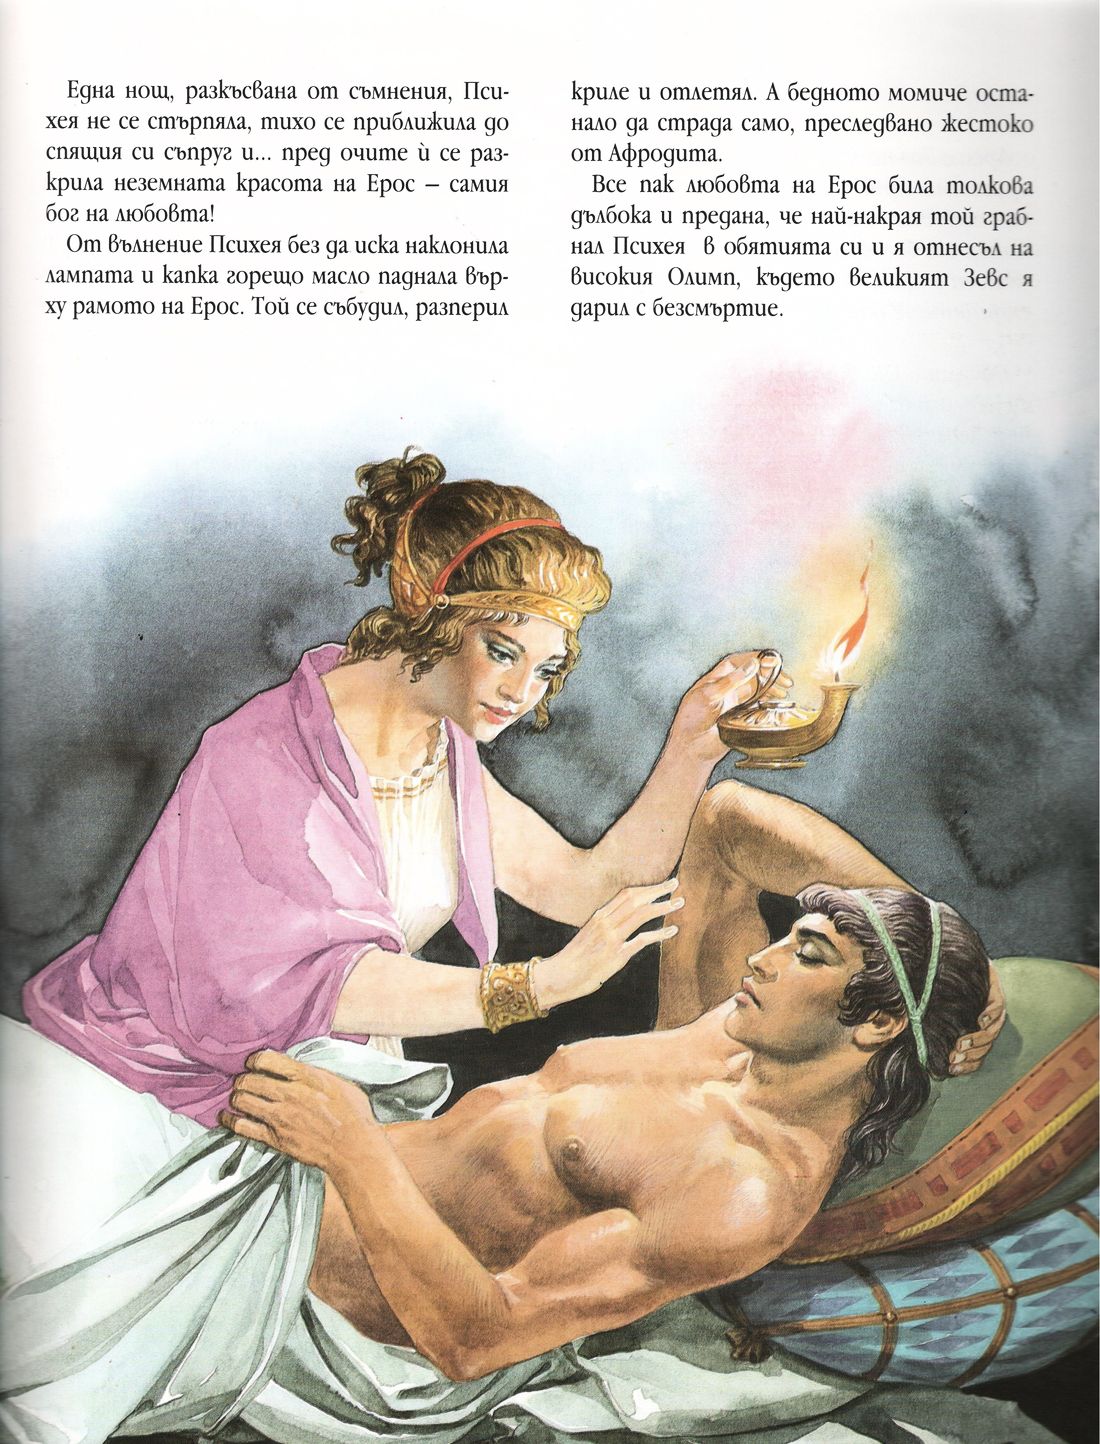 Една нощ, разкъсвана от съмнения, Пси-
хея не се стърпяла, тихо се приближила до
спящия си съпруг и... пред очите ѝ се раз-
крила неземната красота на Ерос – самия
бог на любовта!
От вълнение Психея без да иска наклонила
лампата и капка горещо масло паднала вър-
ху рамото на Ерос. Той се събудил, разперил
криле и отлетял. А бедното момиче оста-
нало да страда само, преследвано жестоко
от Афродита.
Все пак любовта на Ерос била толкова
дълбока и предана, че най-накрая той граб-
нал Психея в обятията си и я отнесъл на
високия Олимп, където великият Зевс я
дарил с безсмъртие.